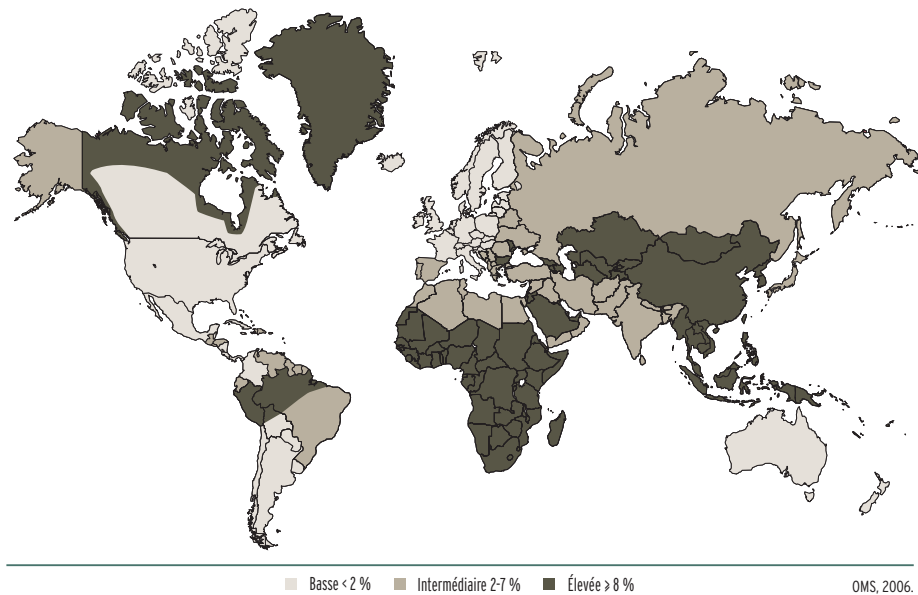 Basse < 2 % Intermédiaire 2-7 % Élevée ⩾ 8 % OMS, 2006.